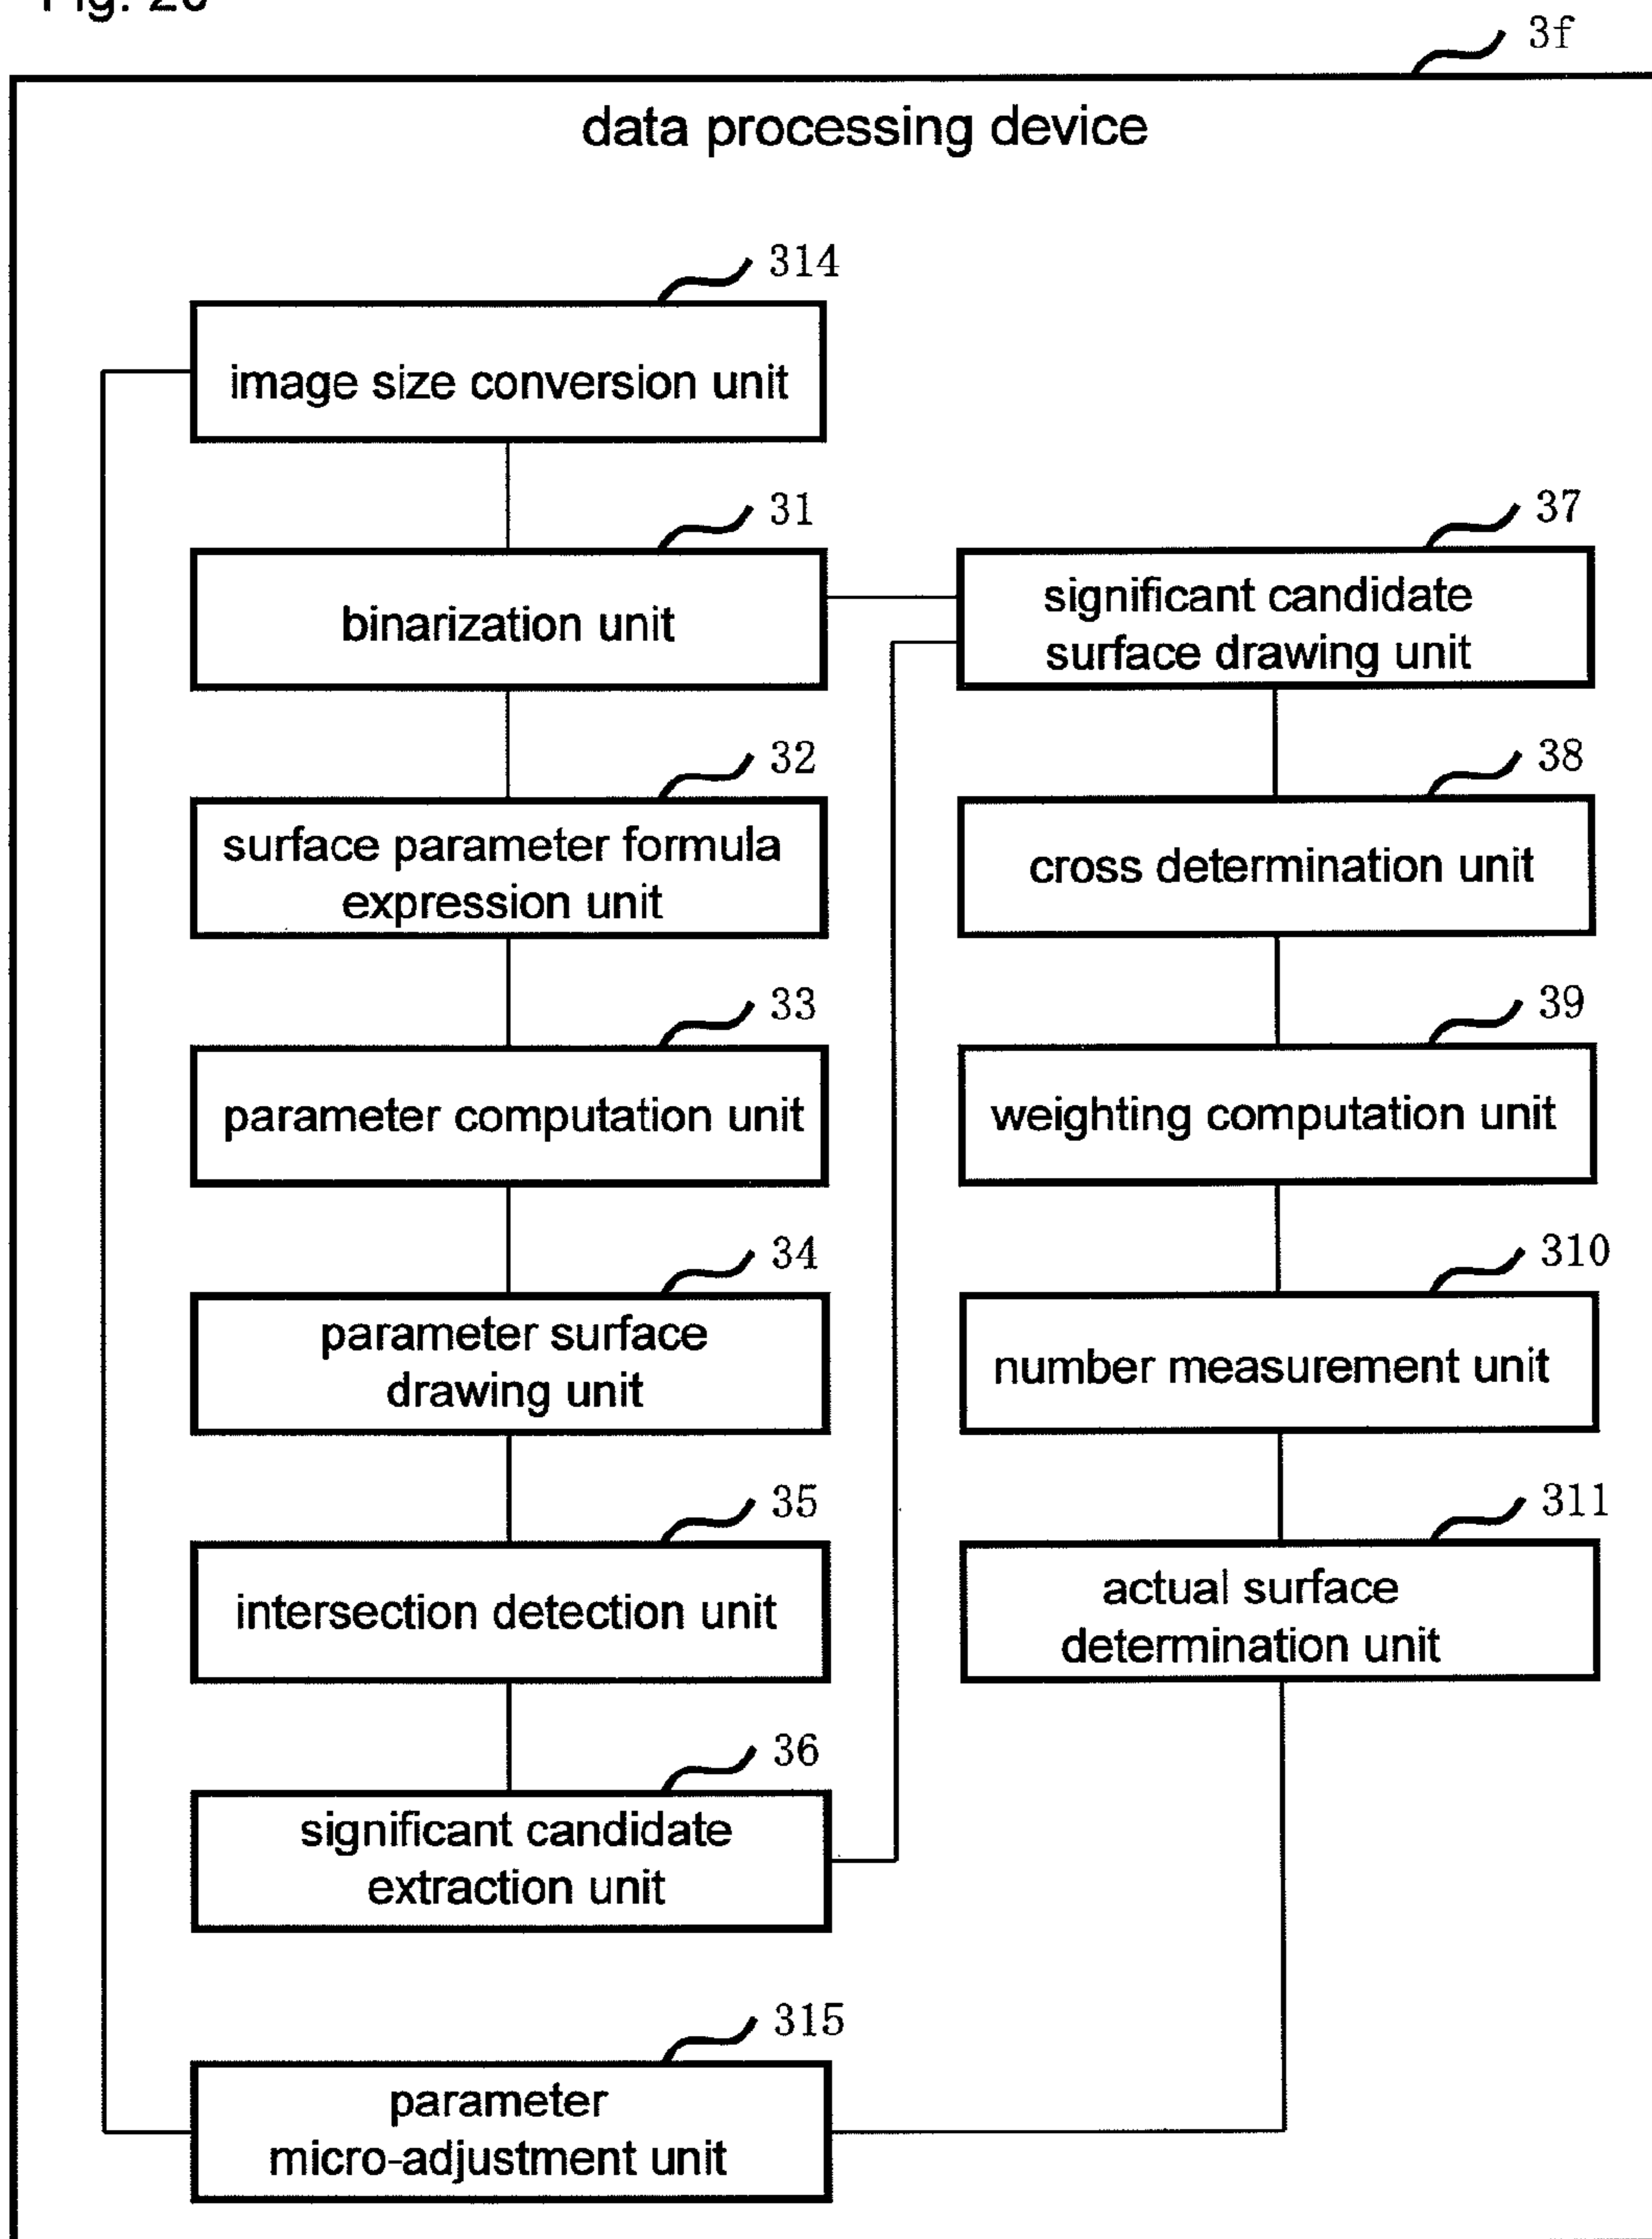 3f
data processing device
314
image size conversion unit
31
binarization unit
32
surface parameter formula
expression unit
33
parameter computation unit
34
parameter surface
drawing unit
35
intersection detection unit
36
significant candidate
extraction unit
315
parameter
micro-adjustment unit
37
significant candidate
surface drawing unit
38
cross determination unit
39
weighting computation unit
310
number measurement unit
311
actual surface
determination unit